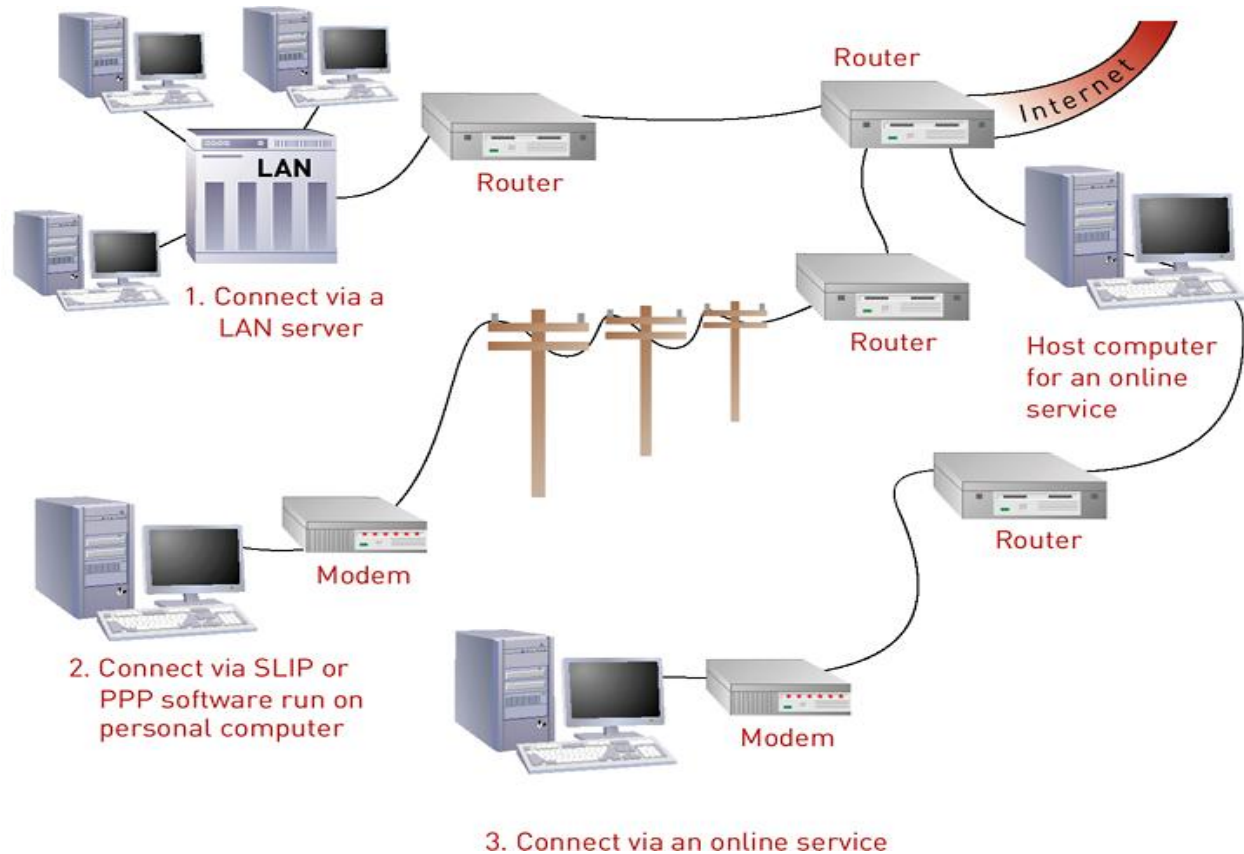 Router
Internet
LAN
Router
1. Connect via a
LAN server
Router
Host computer
for an online
service
Router
Modem
2. Connect via SLIP or
PPP software run on
personal computer
Modem
3. Connect via an online service